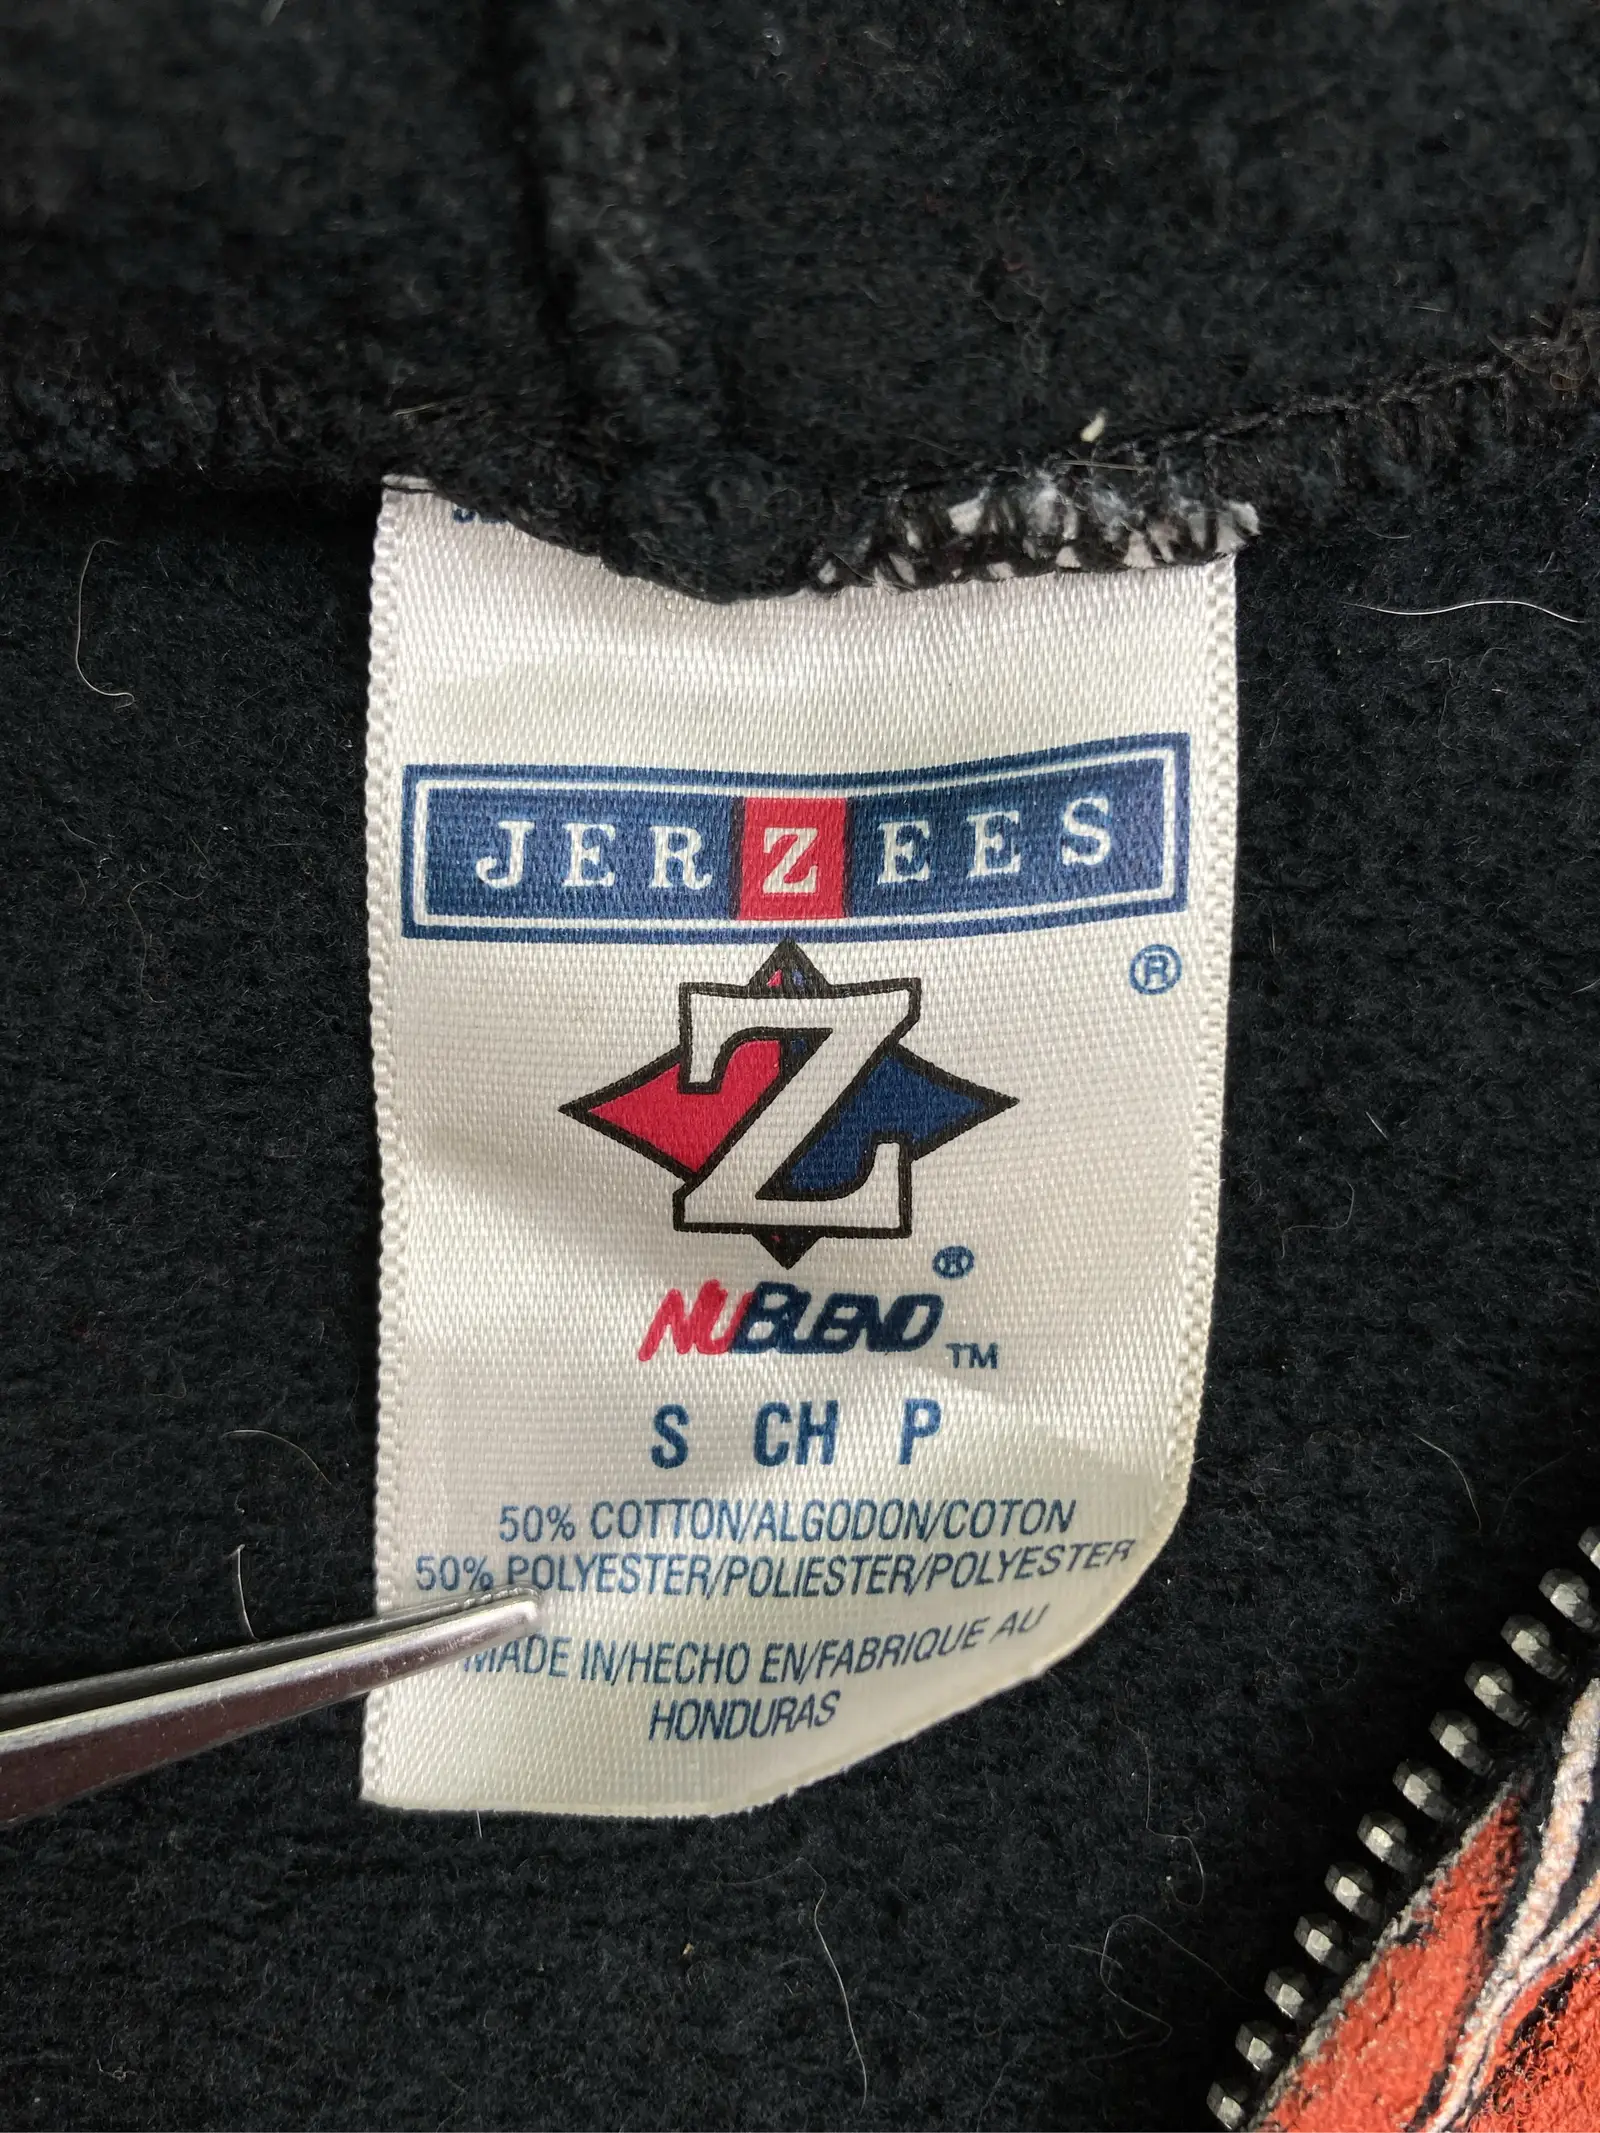 JERZEES
®
Z
®
NUBLEND TM
S CH P
50% COTTON/ALGODON/COTON
50% POLYESTER/POLIESTER/POLYESTER
MADE IN/HECHO EN/FABRIQUE AU
HONDURAS